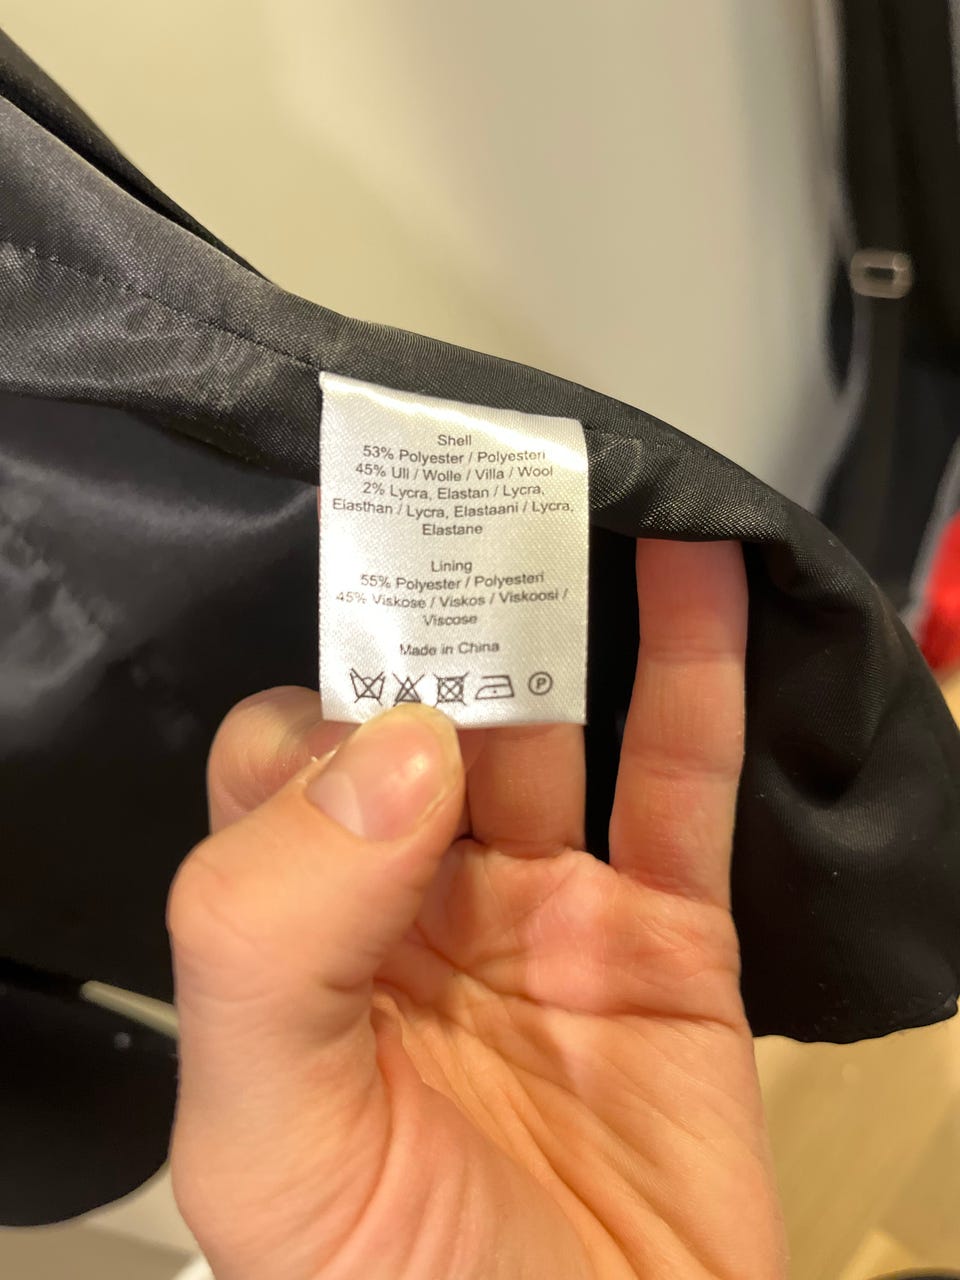 Shell
53% Polyester / Polyesteri
45% Ull / Wolle / Villa / Wool
2% Lycra, Elastan / Lycra,
Elasthan / Lycra, Elastaani / Lycra,
Elastane
Lining
55% Polyester / Polyesteri
45% Viskose / Viskos / Viskoosi /
Viscose
Made in China
P